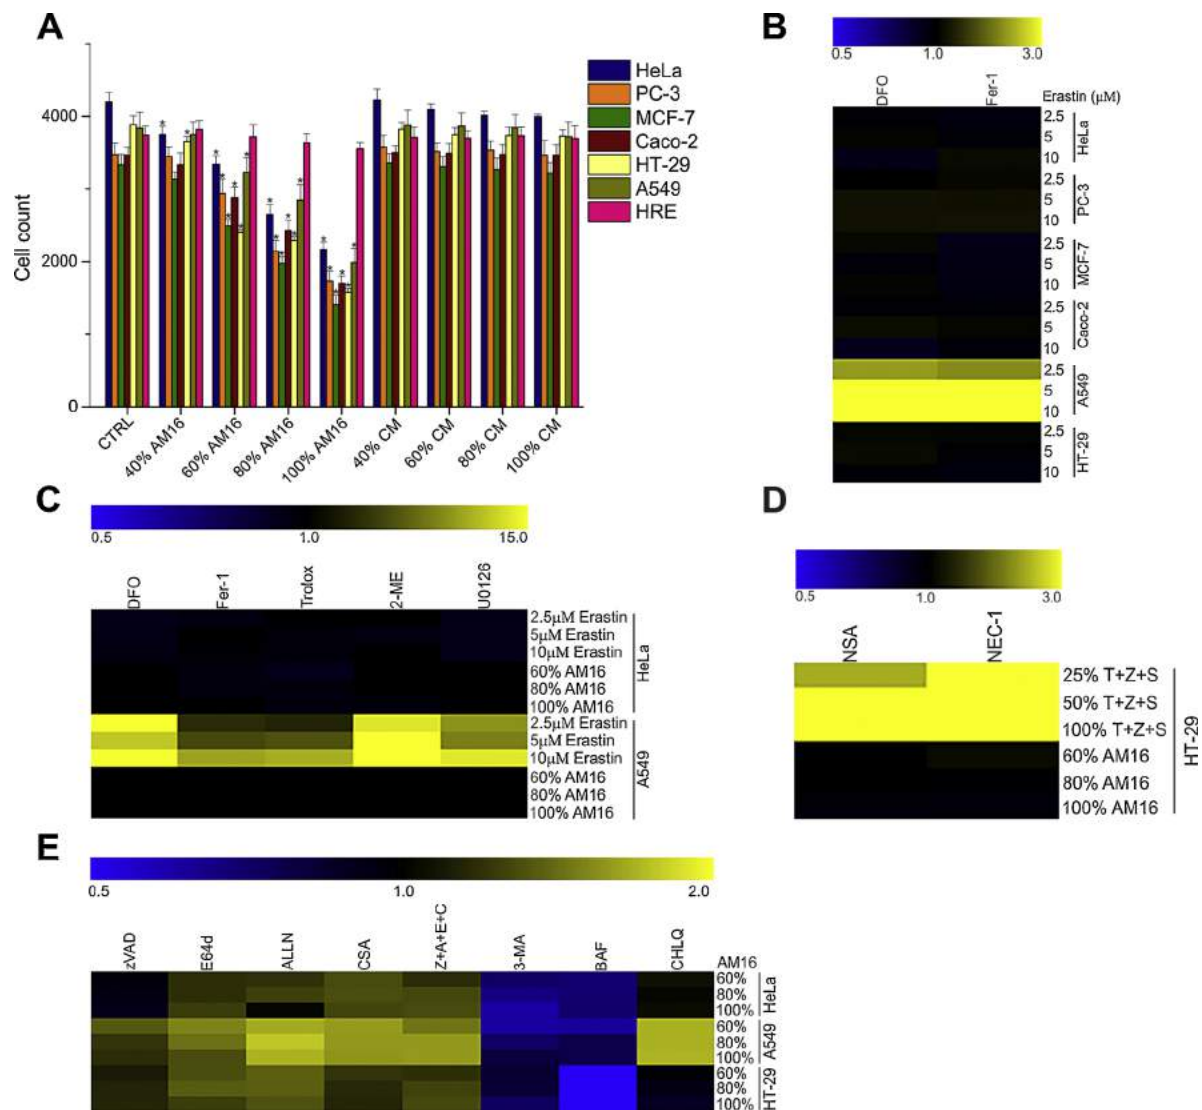 A
4000
2000
0
Cell count
HeLa
PC-3
MCF-7
Caco-2
HT-29
A549
HRE
CTRL
40% AM16
60% AM16
80% AM16
100% AM16
40% CM
60% CM
80% CM
100% CM
B
0.5 1.0 3.0
DFO Fer-1 Erastin (μM)
2.5
5
10
HeLa
2.5
5
10
PC-3
2.5
5
10
MCF-7
2.5
5
10
Caco-2
2.5
5
10
A549
2.5
5
10
HT-29
C
0.5 1.0 15.0
DFO Fer-1 Trolox 2-ME U0126
2.5μM Erastin
5μM Erastin
10μM Erastin
60% AM16
80% AM16
100% AM16
HeLa
2.5μM Erastin
5μM Erastin
10μM Erastin
60% AM16
80% AM16
100% AM16
A549
D
0.5 1.0 3.0
NSA NEC-1
25% T+Z+S
50% T+Z+S
100% T+Z+S
60% AM16
80% AM16
100% AM16
HT-29
E
0.5 1.0 2.0
zVAD E64d ALLN CSA Z+A+E+C 3-MA BAF CHLQ AM16
60%
80%
100%
HeLa
60%
80%
100%
A549
60%
80%
100%
HT-29